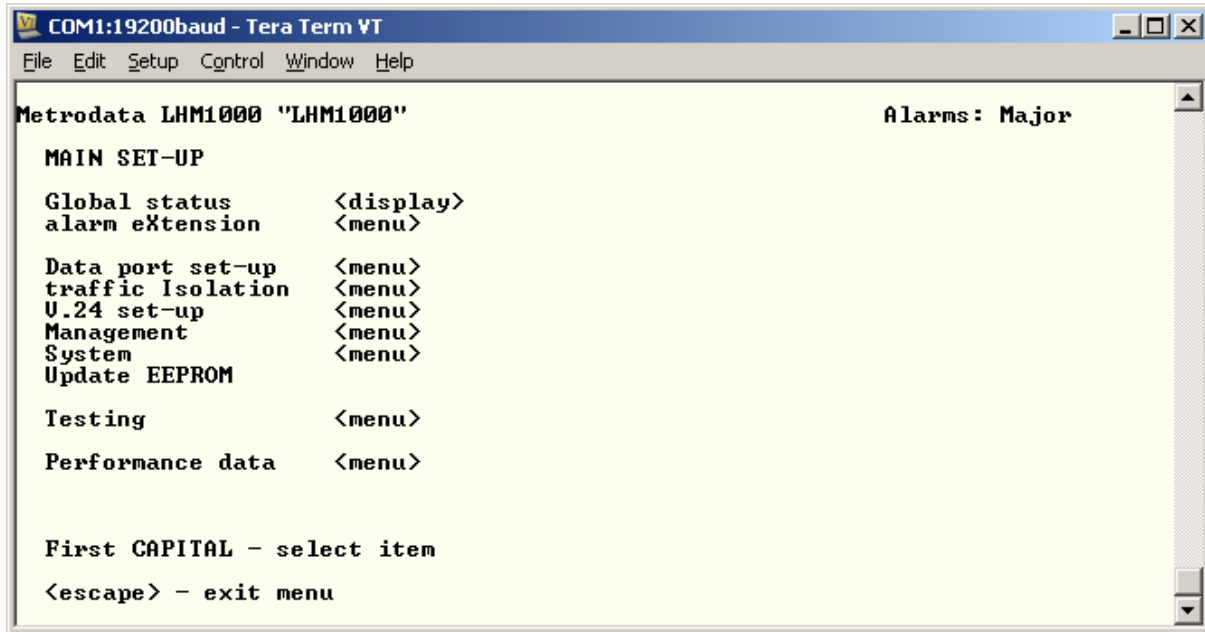 COM1:19200baud - Tera Term VT
File Edit Setup Control Window Help
Metrodata LHM1000 "LHM1000" Alarms: Major
MAIN SET-UP
Global status <display>
alarm eXtension <menu>
Data port set-up <menu>
traffic Isolation <menu>
V.24 set-up <menu>
Management <menu>
System <menu>
Update EEPROM
Testing <menu>
Performance data <menu>
First CAPITAL - select item
<escape> - exit menu